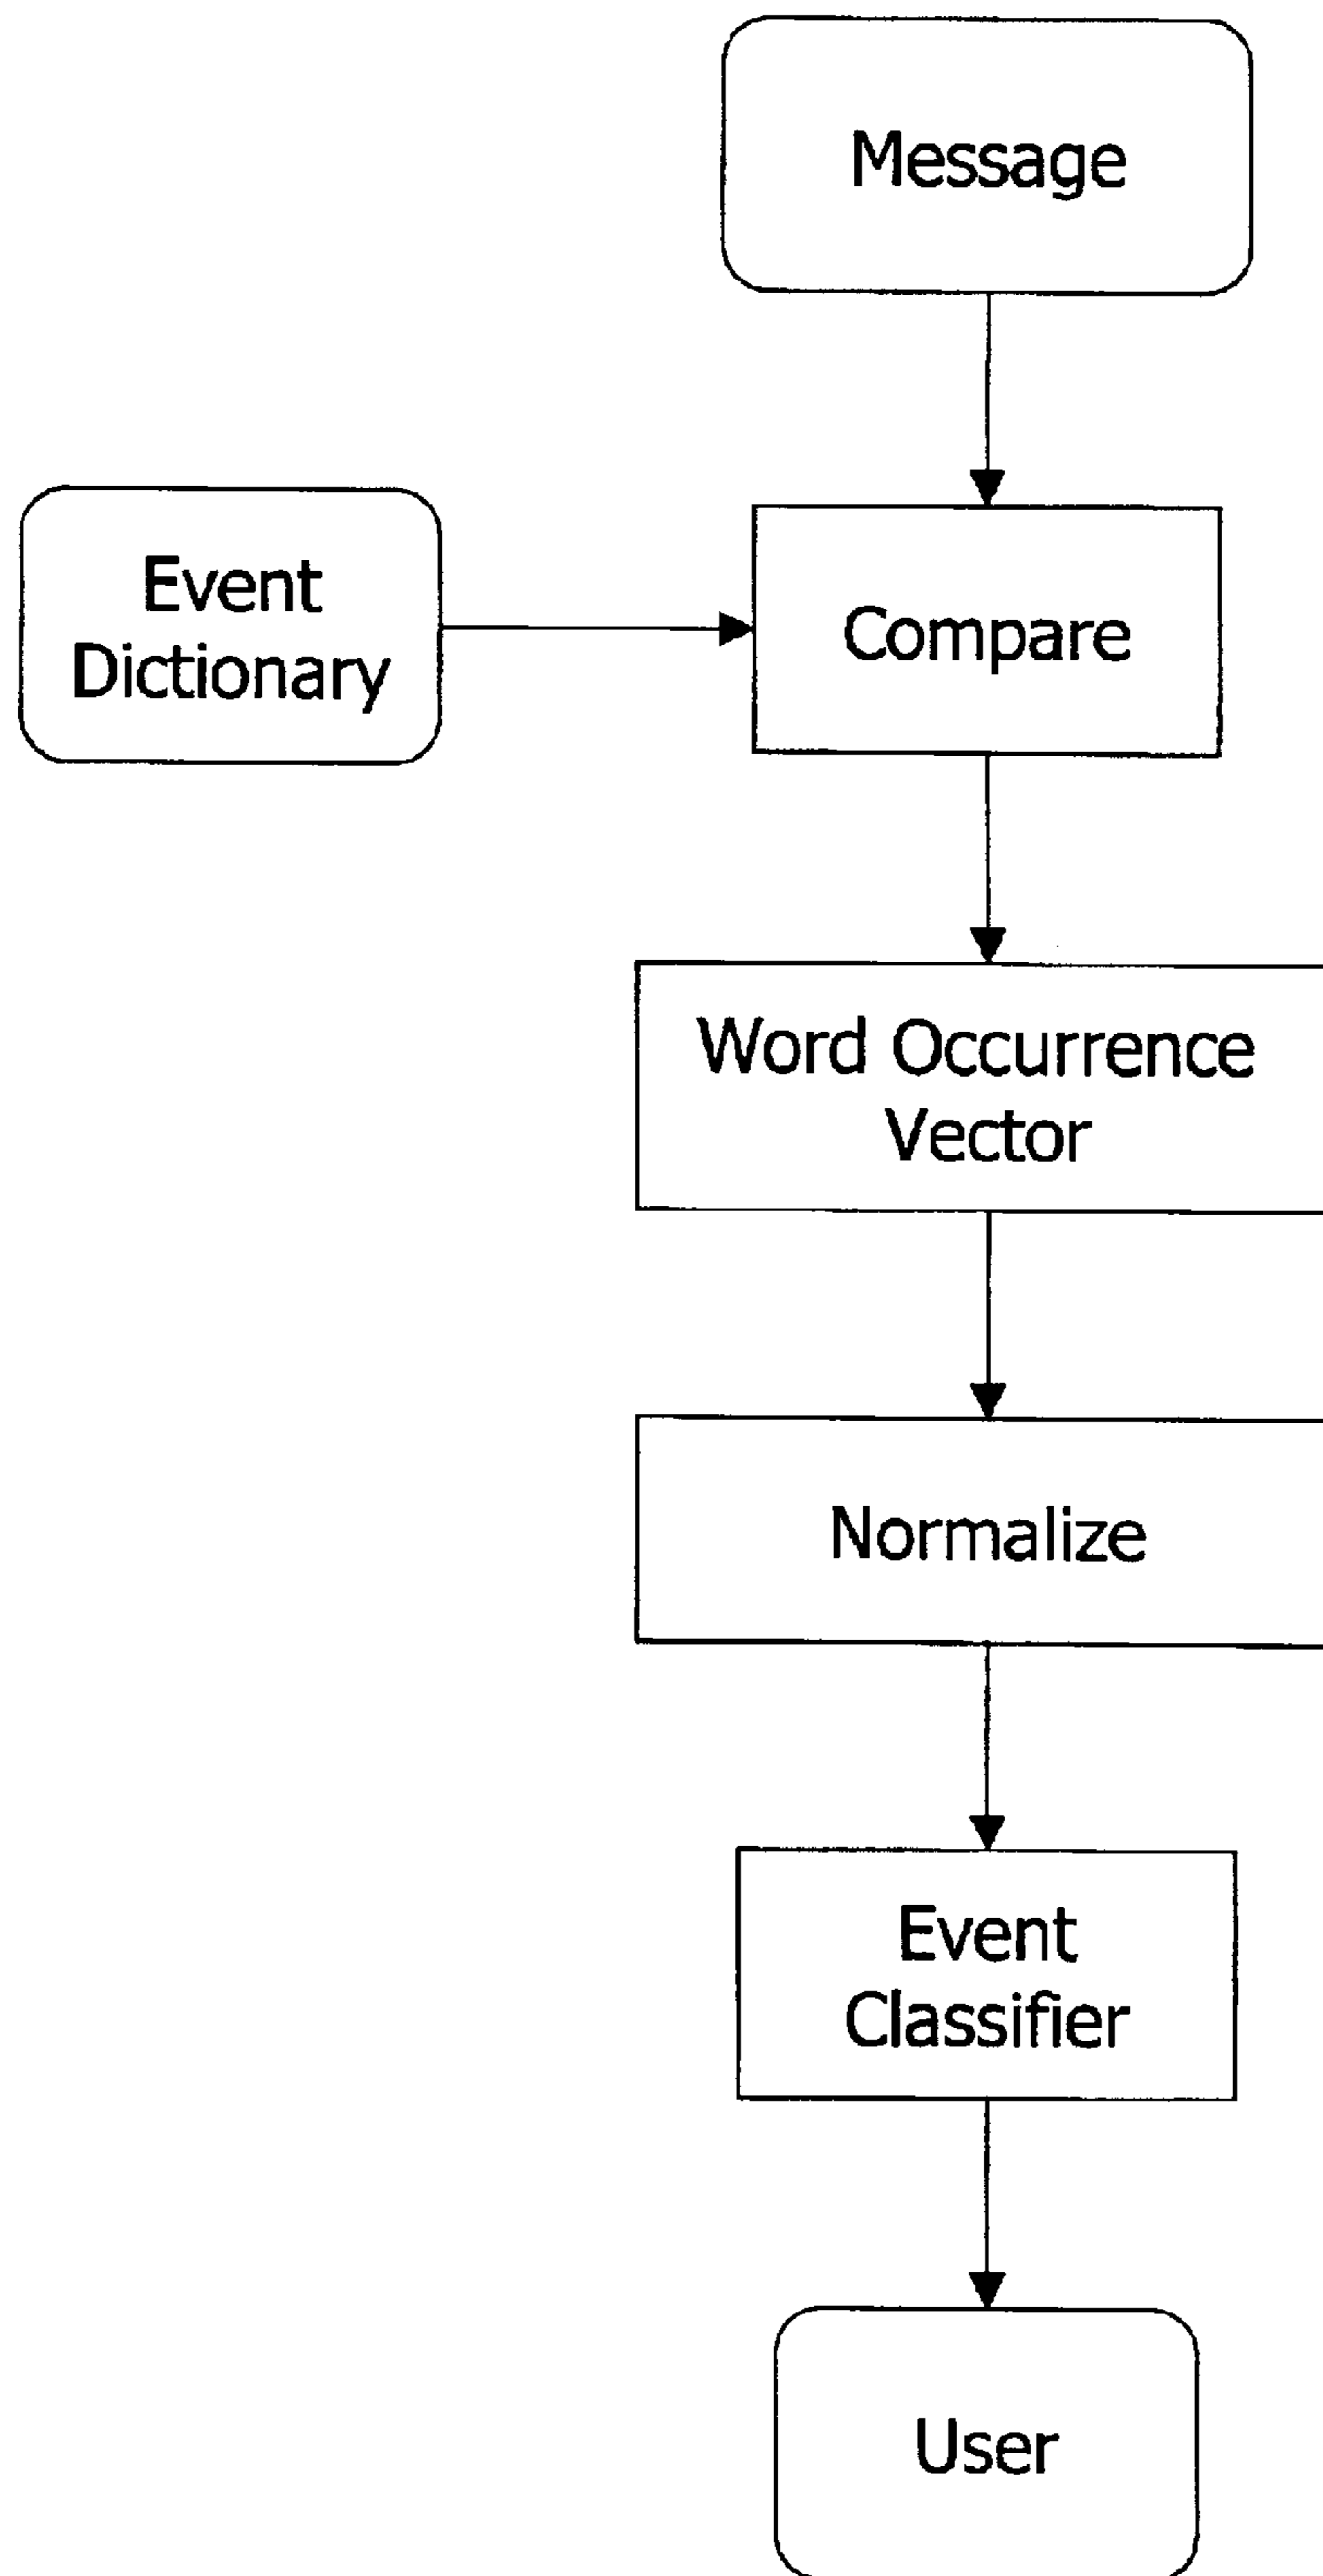 Message
Event
Dictionary
Compare
Word Occurrence
Vector
Normalize
Event
Classifier
User